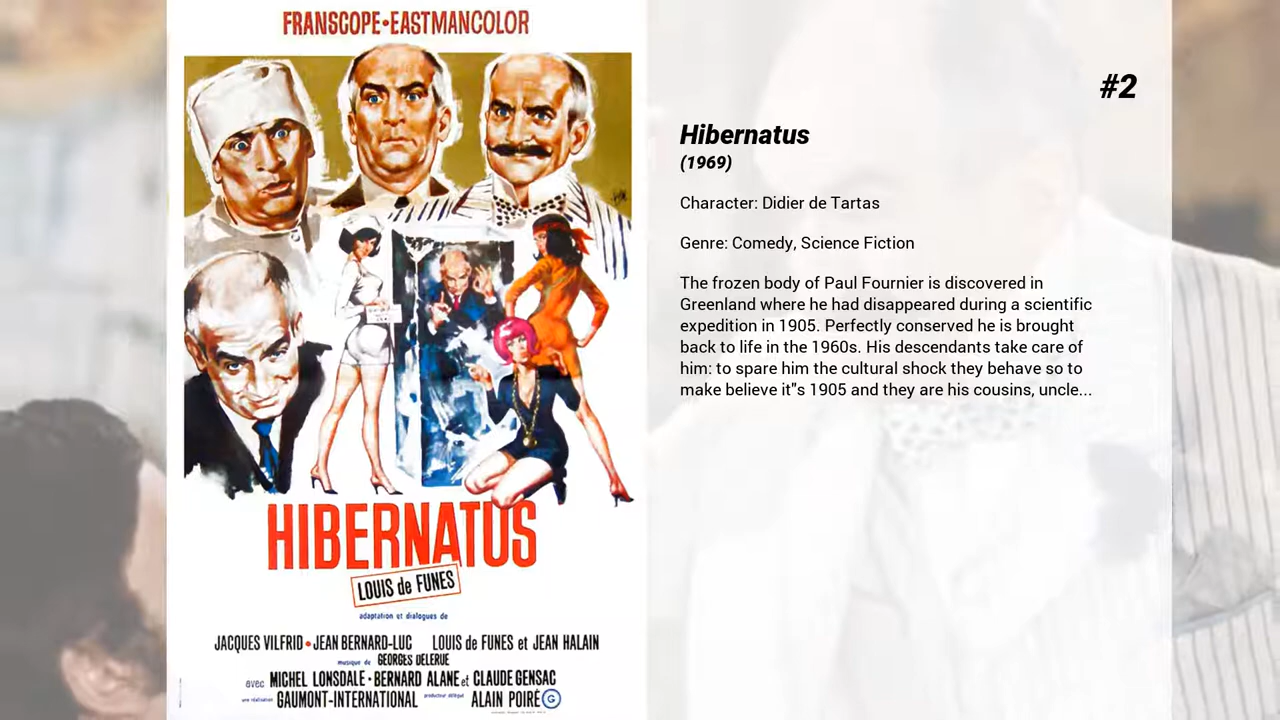 FRANSCOPE•EASTMANCOLOR
HIBERNATUS
LOUIS de FUNES
adaptation et dialogues de
JACQUES VILFRID • JEAN BERNARD-LUC LOUIS de FUNES et JEAN HALAIN
musique de GEORGES DELERUE
avec MICHEL LONSDALE • BERNARD ALANE et CLAUDE GENSAC
une réalisation GAUMONT-INTERNATIONAL producteur délégué ALAIN POIRÉ G
#2
Hibernatus
(1969)
Character: Didier de Tartas
Genre: Comedy, Science Fiction
The frozen body of Paul Fournier is discovered in
Greenland where he had disappeared during a scientific
expedition in 1905. Perfectly conserved he is brought
back to life in the 1960s. His descendants take care of
him: to spare him the cultural shock they behave so to
make believe it"s 1905 and they are his cousins, uncle...